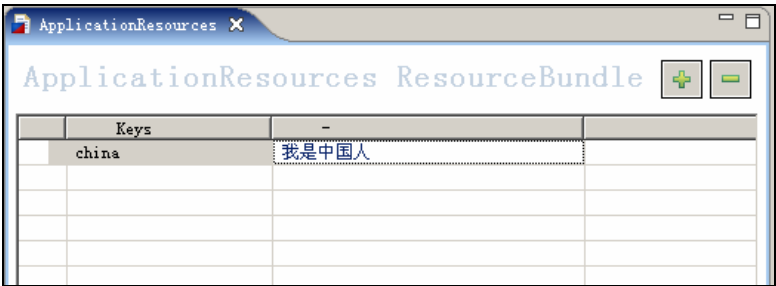 ApplicationResources
ApplicationResources ResourceBundle
Keys –
china 我是中国人